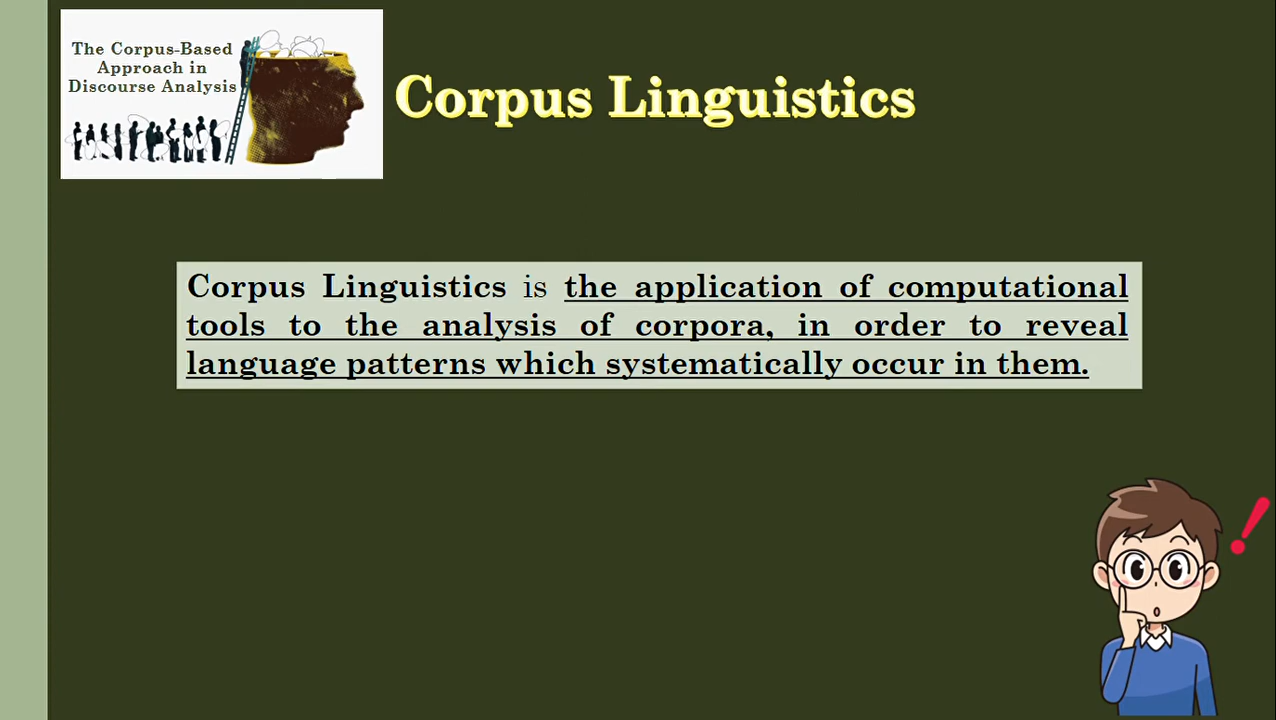 The Corpus-Based
Approach in
Discourse Analysis
Corpus Linguistics
Corpus Linguistics is the application of computational
tools to the analysis of corpora, in order to reveal
language patterns which systematically occur in them.